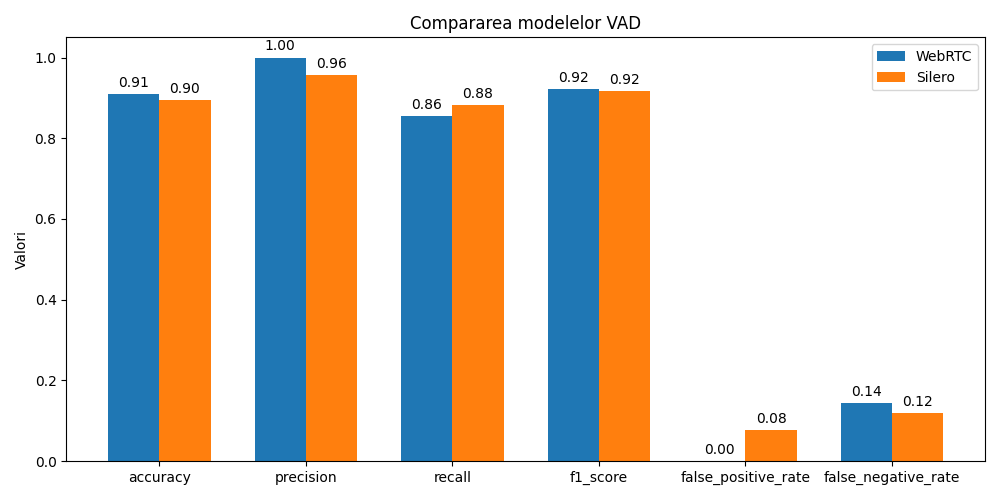 Compararea modelelor VAD
WebRTC
Silero
Valori
1.0
0.8
0.6
0.4
0.2
0.0
0.91
0.90
1.00
0.96
0.86
0.88
0.92
0.92
0.00
0.08
0.14
0.12
accuracy
precision
recall
f1_score
false_positive_rate
false_negative_rate